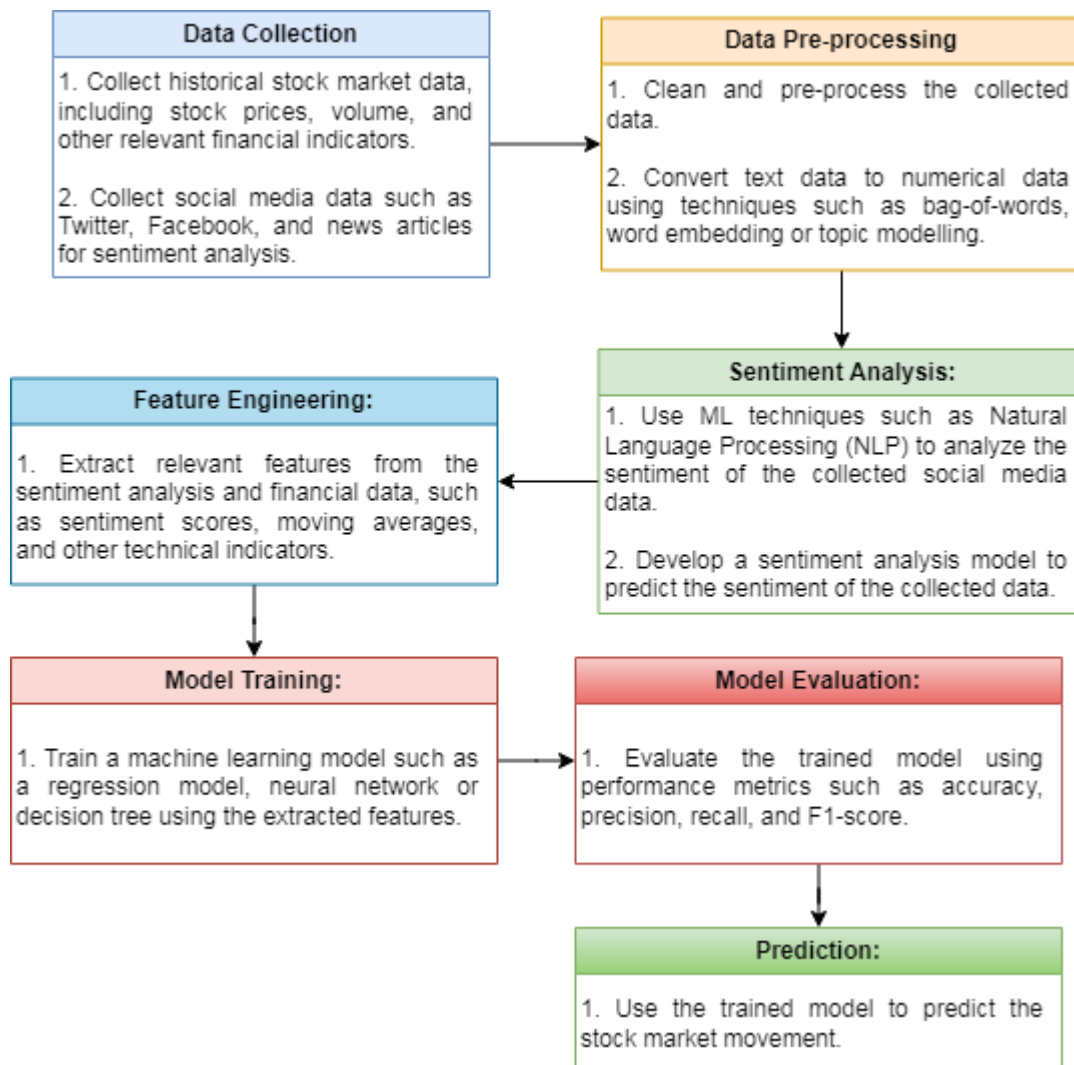 Data Collection
1. Collect historical stock market data,
including stock prices, volume, and
other relevant financial indicators.
2. Collect social media data such as
Twitter, Facebook, and news articles
for sentiment analysis.
Data Pre-processing
1. Clean and pre-process the collected
data.
2. Convert text data to numerical data
using techniques such as bag-of-words,
word embedding or topic modelling.
Sentiment Analysis:
1. Use ML techniques such as Natural
Language Processing (NLP) to analyze the
sentiment of the collected social media
data.
2. Develop a sentiment analysis model to
predict the sentiment of the collected data.
Feature Engineering:
1. Extract relevant features from the
sentiment analysis and financial data, such
as sentiment scores, moving averages,
and other technical indicators.
Model Training:
1. Train a machine learning model such as
a regression model, neural network or
decision tree using the extracted features.
Model Evaluation:
1. Evaluate the trained model using
performance metrics such as accuracy,
precision, recall, and F1-score.
Prediction:
1. Use the trained model to predict the
stock market movement.